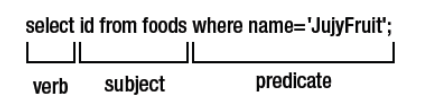 select id from foods where name='JujyFruit';
verb subject predicate